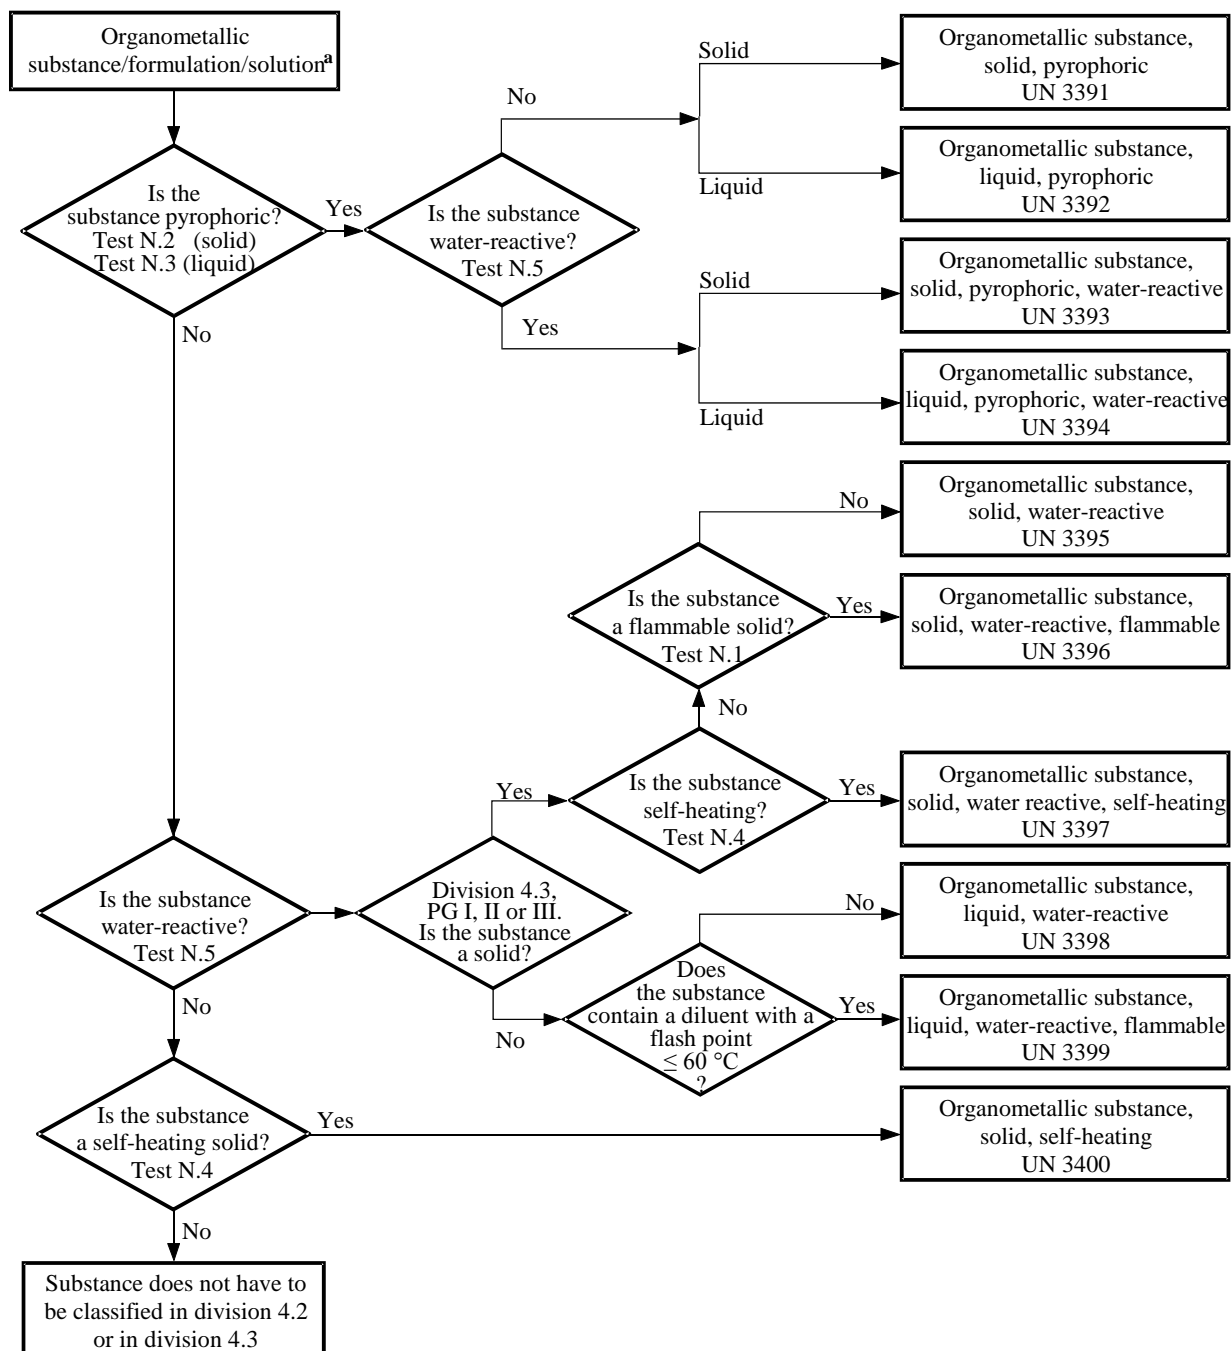 Organometallic
substance/formulation/solutionᵃ
Is the
substance pyrophoric?
Test N.2 (solid)
Test N.3 (liquid)
Yes
No
Is the substance
water-reactive?
Test N.5
No
Yes
Solid
Liquid
Solid
Liquid
Organometallic substance,
solid, pyrophoric
UN 3391
Organometallic substance,
liquid, pyrophoric
UN 3392
Organometallic substance,
solid, pyrophoric, water-reactive
UN 3393
Organometallic substance,
liquid, pyrophoric, water-reactive
UN 3394
No
Organometallic substance,
solid, water-reactive
UN 3395
Is the substance
a flammable solid?
Test N.1
Yes
Organometallic substance,
solid, water-reactive, flammable
UN 3396
No
Is the substance
self-heating?
Test N.4
Yes
Organometallic substance,
solid, water reactive, self-heating
UN 3397
Yes
Is the substance
water-reactive?
Test N.5
Division 4.3,
PG I, II or III.
Is the substance
a solid?
No
Organometallic substance,
liquid, water-reactive
UN 3398
No
No
Does
the substance
contain a diluent with a
flash point
≤ 60 °C
?
Yes
Organometallic substance,
liquid, water-reactive, flammable
UN 3399
Is the substance
a self-heating solid?
Test N.4
Yes
Organometallic substance,
solid, self-heating
UN 3400
No
Substance does not have to
be classified in division 4.2
or in division 4.3